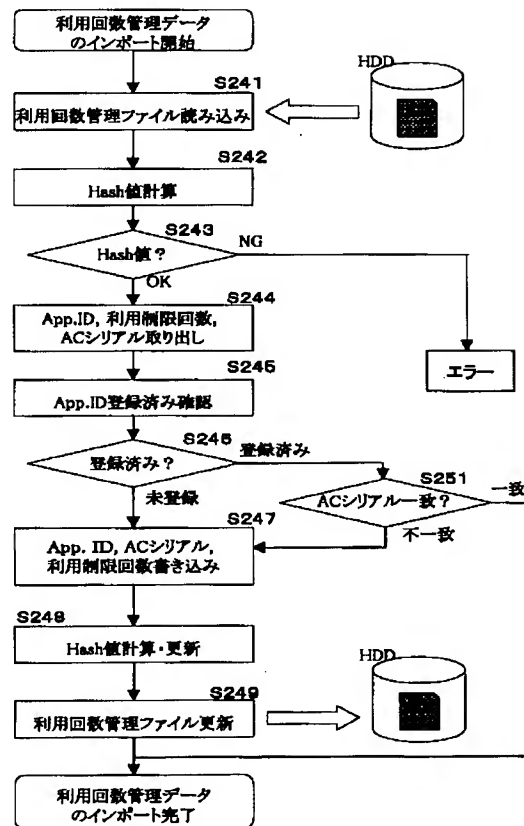 利用回数管理データ
のインポート開始
S241
HDD
利用回数管理ファイル読み込み
S242
Hash値計算
S243
Hash値？
NG
OK
S244
App.ID, 利用制限回数,
ACシリアル取り出し
エラー
S245
App.ID登録済み確認
S246
登録済み？
登録済み
未登録
S251
ACシリアル一致？
一致
不一致
S247
App. ID, ACシリアル,
利用制限回数書き込み
S248
Hash値計算・更新
HDD
S249
利用回数管理ファイル更新
利用回数管理データ
のインポート完了